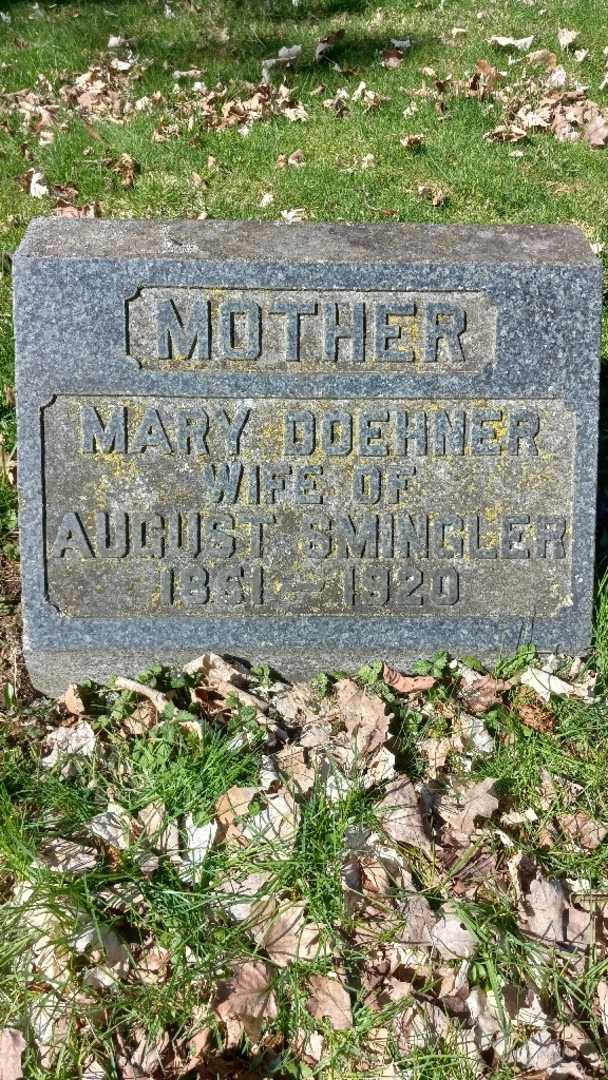 MOTHER
MARY DOEHNER
WIFE OF
AUGUST SMINGLER
1861 – 1920